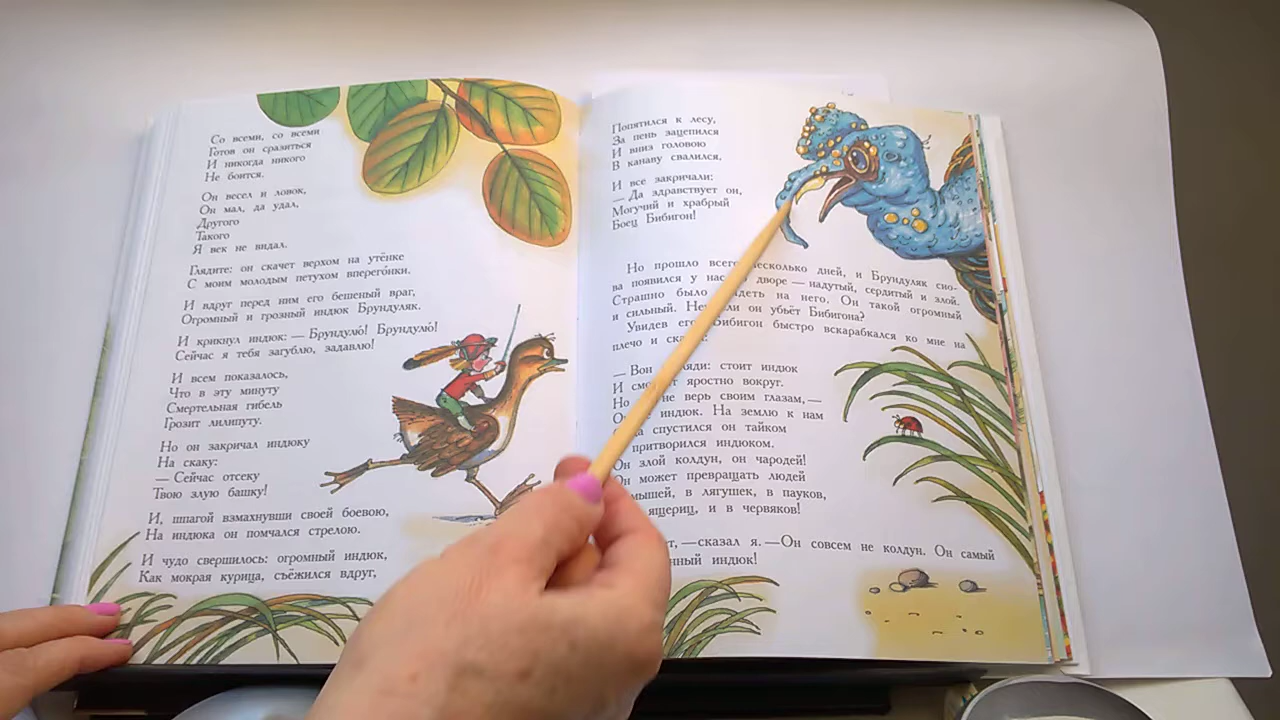 Со всеми, со всеми
Готов он сразиться
И никогда никого
Не боится.
Он весел и ловок,
Он мал, да удал,
Другого
Такого
Я век не видал.
Глядите: он скачет верхом на утёнке
С моим молодым петухом вперегонки.
И вдруг перед ним его бешеный враг,
Огромный и грозный индюк Брундуляк.
И крикнул индюк: — Брундулю! Брундулю!
Сейчас я тебя загублю, задавлю!
И всем показалось,
Что в эту минуту
Смертельная гибель
Грозит лилипуту.
Но он закричал индюку
На скаку:
— Сейчас отсеку
Твою злую башку!
И, шпагой взмахнувши своей боевою,
На индюка он помчался стрелою.
И чудо свершилось: огромный индюк,
Как мокрая курица, съёжился вдруг,
Попятился к лесу,
За пень зацепился
И вниз головою
В канаву свалился.
И все закричали:
— Да здравствует он,
Могучий и храбрый
Боец Бибигон!
Но прошло всего несколько дней, и Брундуляк сно-
ва появился у нас дворе — надутый, сердитый и злой.
Страшно было глядеть на него. Он такой огромный
и сильный. он убьёт Бибигона?
Увидев его Бибигон быстро вскарабкался ко мне на
плечо и
— Вон стоит индюк
И яростно вокруг.
Но не верь своим глазам, —
индюк. На землю к нам
спустился он тайком
притворился индюком.
Он злой колдун, он чародей!
Он может превращать людей
мышей, в лягушек, в пауков,
ящериц, и в червяков!
— сказал я. — Он совсем не колдун. Он самый
индюк!